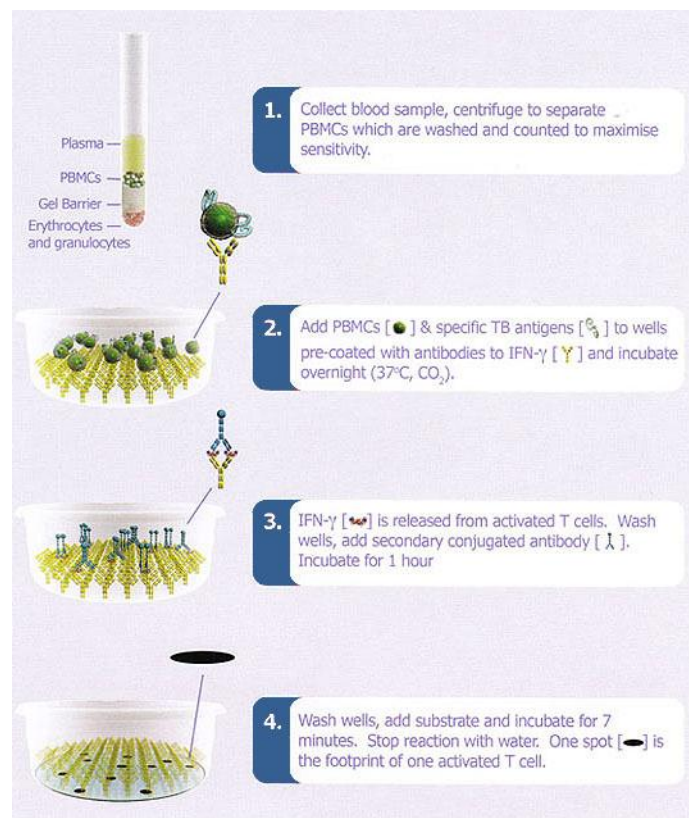 1.
Collect blood sample, centrifuge to separate
PBMCs which are washed and counted to maximise
sensitivity.
Plasma
PBMCs
Gel Barrier
Erythrocytes
and granulocytes
2.
Add PBMCs [ ] & specific TB antigens [ ] to wells
pre-coated with antibodies to IFN-γ [ ] and incubate
overnight (37°C, CO₂).
3.
IFN-γ [ ] is released from activated T cells. Wash
wells, add secondary conjugated antibody [ ].
Incubate for 1 hour
4.
Wash wells, add substrate and incubate for 7
minutes. Stop reaction with water. One spot [ ] is
the footprint of one activated T cell.